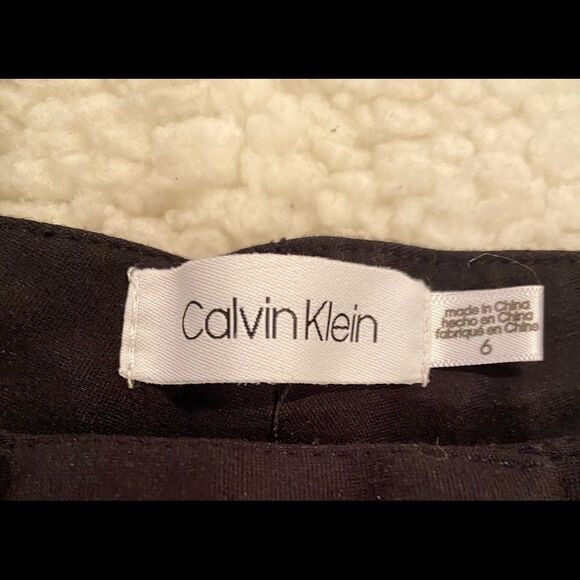 Calvin Klein
made in China
hecho en China
fabriqué en Chine
6